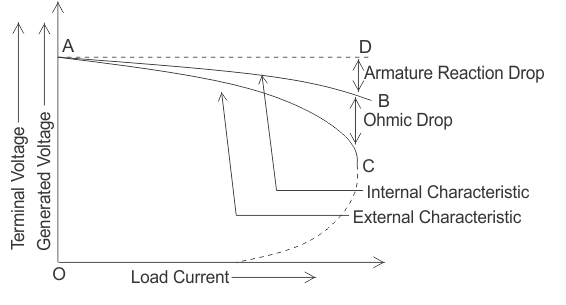 A
D
Armature Reaction Drop
B
Ohmic Drop
C
Internal Characteristic
External Characteristic
Terminal Voltage
Generated Voltage
O
Load Current